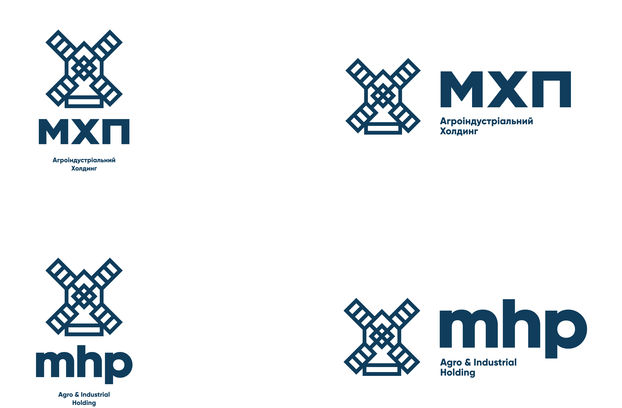 МХП
Агроіндустріальний
Холдинг
МХП
Агроіндустріальний
Холдинг
mhp
Agro & Industrial
Holding
mhp
Agro & Industrial
Holding